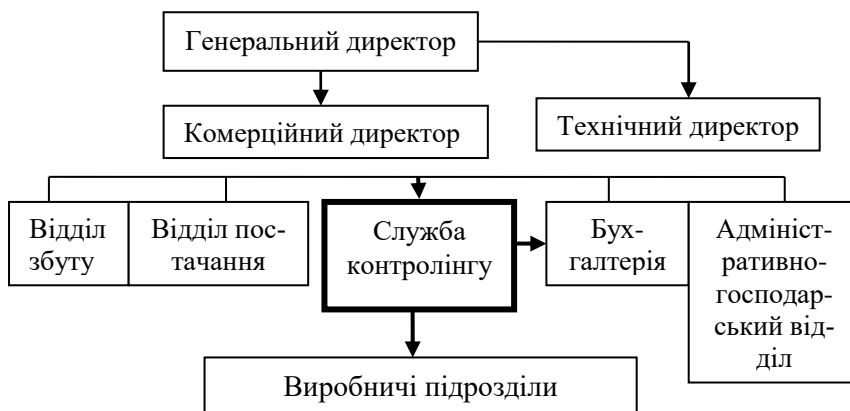 Генеральний директор
Комерційний директор
Технічний директор
Відділ
збуту
Відділ пос-
тачання
Служба
контролінгу
Бух-
галтерія
Адмініст-
ративно-
господар-
ський від-
діл
Виробничі підрозділи